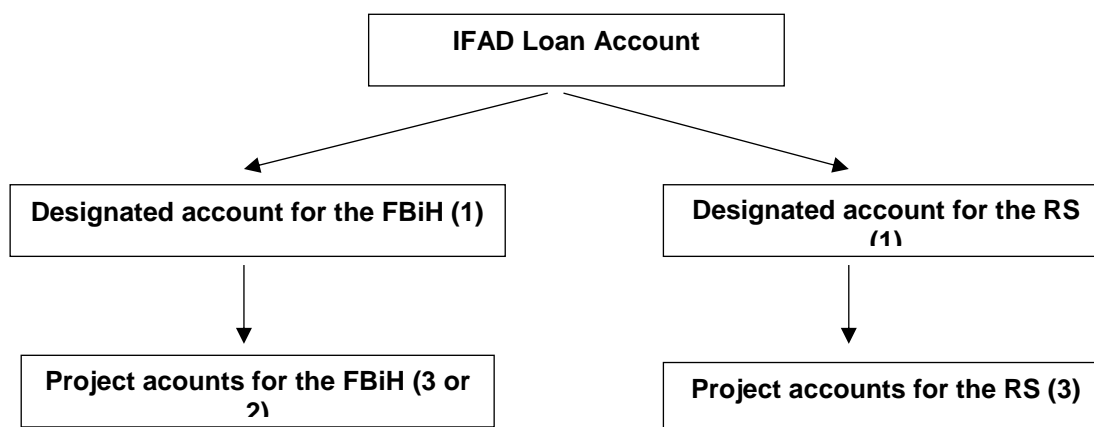 IFAD Loan Account
Designated account for the FBiH (1)
Designated account for the RS
(1)
Project acounts for the FBiH (3 or
2)
Project accounts for the RS (3)